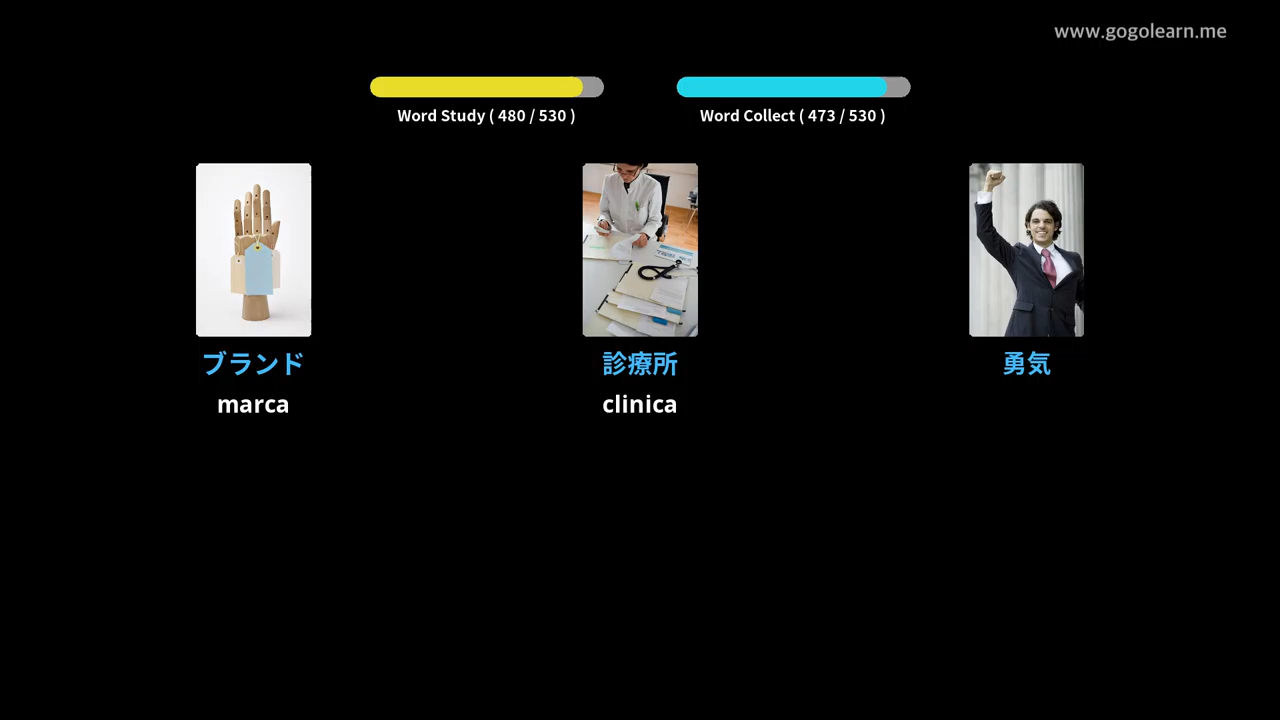 www.gogolearn.me
Word Study ( 480 / 530 )
Word Collect ( 473 / 530 )
ブランド
診療所
勇気
marca
clinica